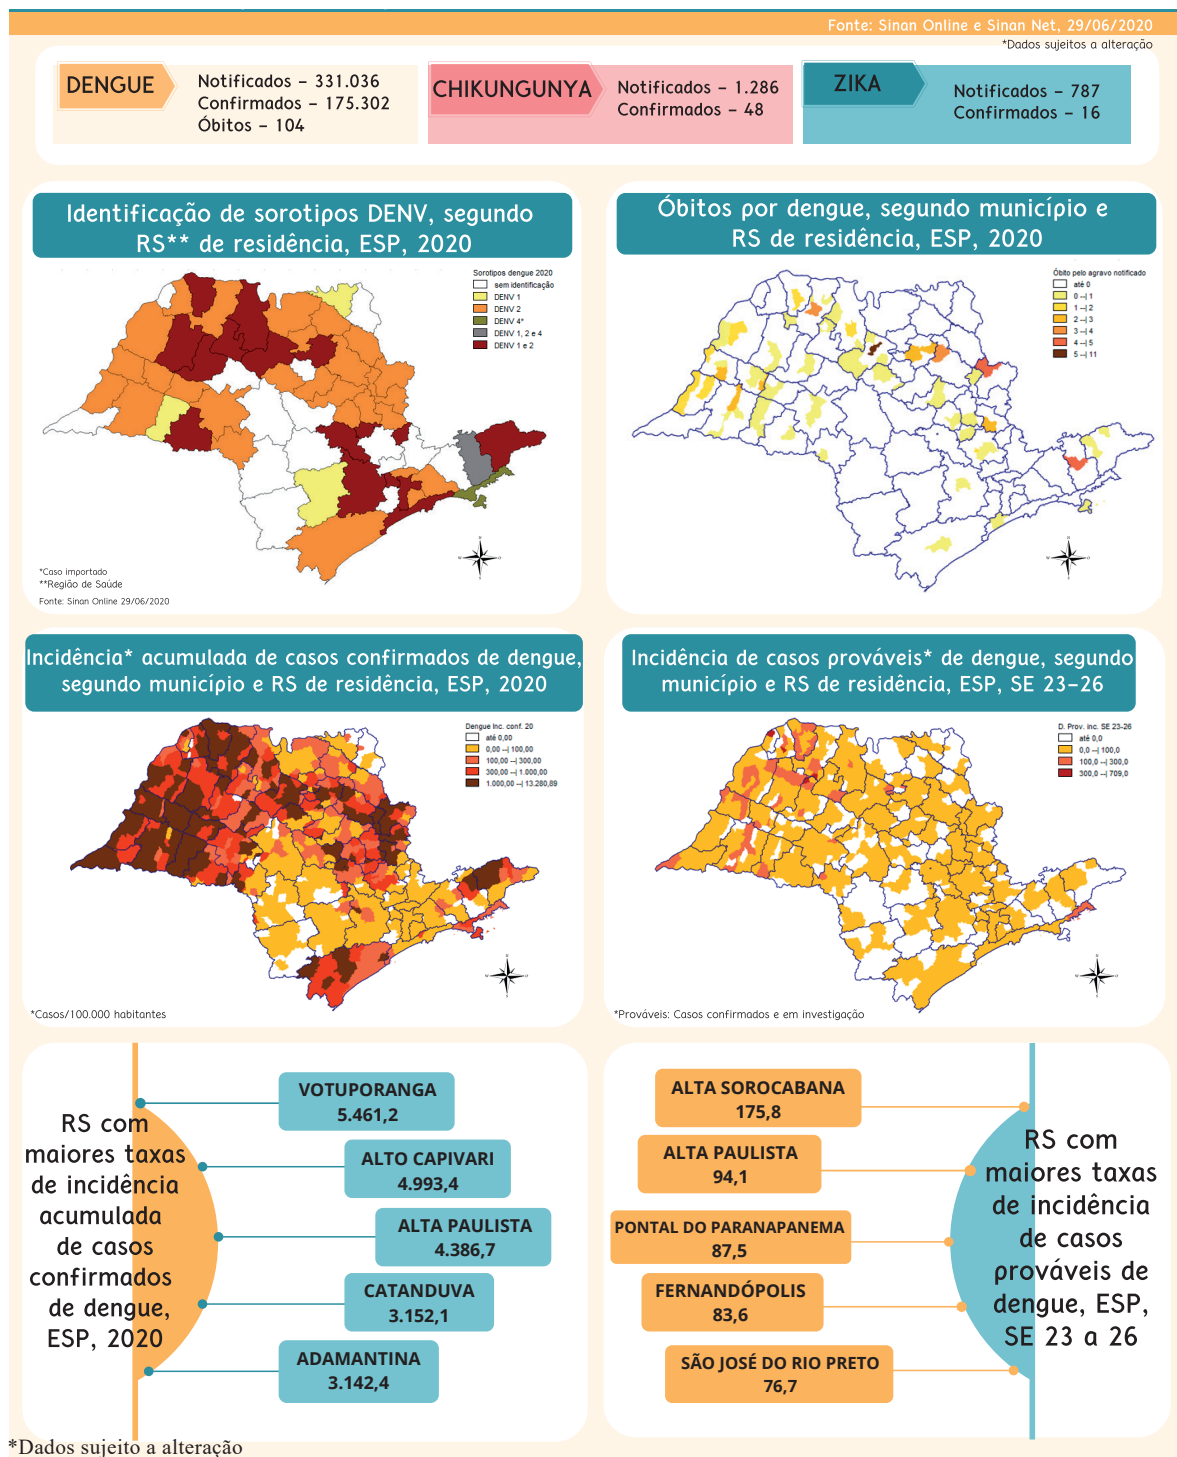 Fonte: Sinan Online e Sinan Net, 29/06/2020
*Dados sujeitos a alteração
DENGUE
Notificados – 331.036
Confirmados – 175.302
Óbitos – 104
CHIKUNGUNYA
Notificados – 1.286
Confirmados – 48
ZIKA
Notificados – 787
Confirmados – 16
Identificação de sorotipos DENV, segundo
RS** de residência, ESP, 2020
Sorotipos dengue 2020
sem identificação
DENV 1
DENV 2
DENV 4*
DENV 1, 2 e 4
DENV 1 e 2
*Caso importado
**Região de Saúde
Fonte: Sinan Online 29/06/2020
Óbitos por dengue, segundo município e
RS de residência, ESP, 2020
Óbito pelo agravo notificado
até 0
0 --| 1
1 --| 2
2 --| 3
3 --| 4
4 --| 5
5 --| 11
Incidência* acumulada de casos confirmados de dengue,
segundo município e RS de residência, ESP, 2020
Dengue Inc. conf. 20
até 0,00
0,00 --| 100,00
100,00 --| 300,00
300,00 --| 1.000,00
1.000,00 --| 13.280,89
*Casos/100.000 habitantes
Incidência de casos prováveis* de dengue, segundo
município e RS de residência, ESP, SE 23–26
D. Prov. inc. SE 23-26
até 0,0
0,0 --| 100,0
100,0 --| 300,0
300,0 --| 709,0
*Prováveis: Casos confirmados e em investigação
RS com
maiores taxas
de incidência
acumulada
de casos
confirmados
de dengue,
ESP, 2020
VOTUPORANGA
5.461,2
ALTO CAPIVARI
4.993,4
ALTA PAULISTA
4.386,7
CATANDUVA
3.152,1
ADAMANTINA
3.142,4
ALTA SOROCABANA
175,8
ALTA PAULISTA
94,1
PONTAL DO PARANAPANEMA
87,5
FERNANDÓPOLIS
83,6
SÃO JOSÉ DO RIO PRETO
76,7
RS com
maiores taxas
de incidência
de casos
prováveis de
dengue, ESP,
SE 23 a 26
*Dados sujeito a alteração